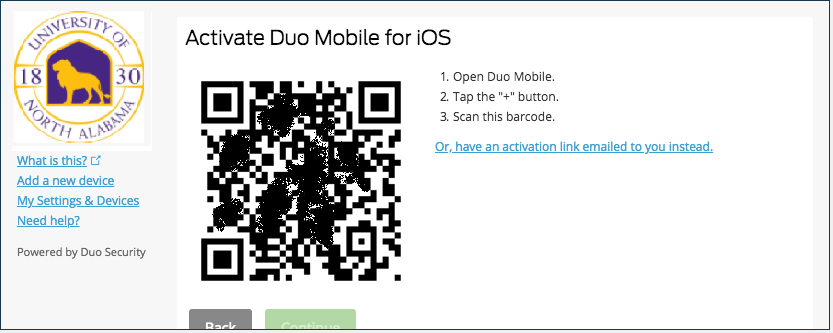 UNIVERSITY OF
18 30
NORTH ALABAMA
What is this?
Add a new device
My Settings & Devices
Need help?
Powered by Duo Security
Activate Duo Mobile for iOS
1. Open Duo Mobile.
2. Tap the "+" button.
3. Scan this barcode.
Or, have an activation link emailed to you instead.
Back Continue